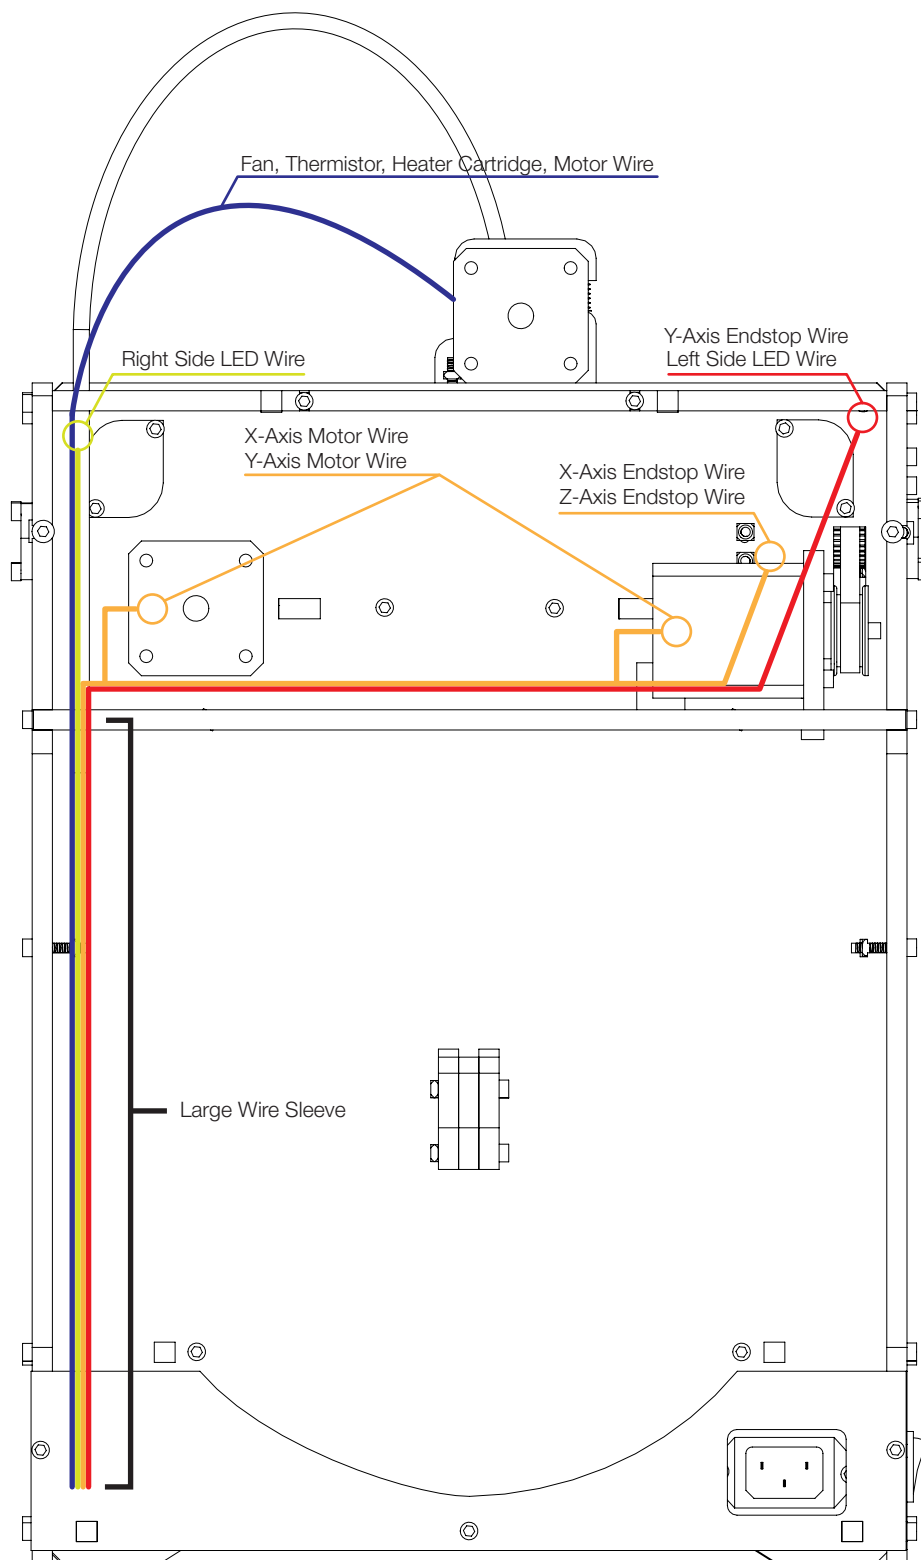 Fan, Thermistor, Heater Cartridge, Motor Wire
Y-Axis Endstop Wire
Left Side LED Wire
Right Side LED Wire
X-Axis Motor Wire
Y-Axis Motor Wire
X-Axis Endstop Wire
Z-Axis Endstop Wire
Large Wire Sleeve